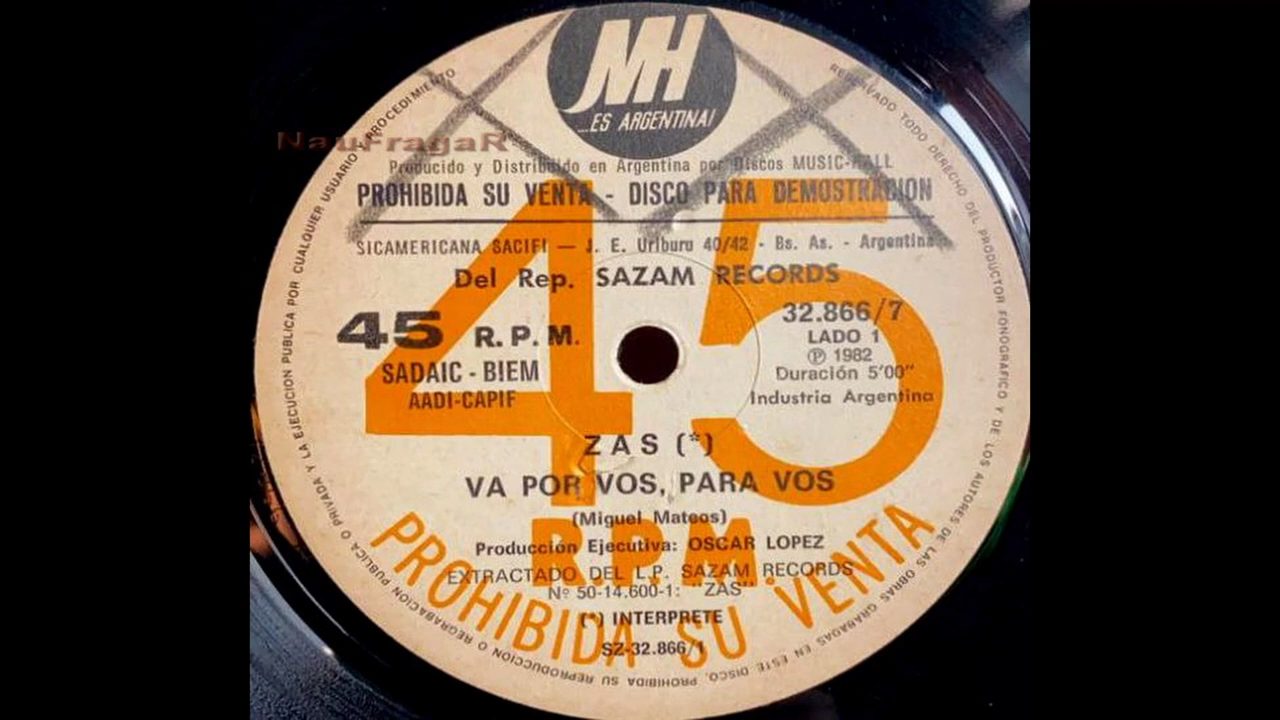 MH
...ES ARGENTINA!
NauFragaR
Producido y Distribuido en Argentina por Discos MUSIC-HALL
PROHIBIDA SU VENTA - DISCO PARA DEMOSTRACION
SICAMERICANA SACIFI — J. E. Uriburu 40/42 - Bs. As. - Argentina
Del Rep. SAZAM RECORDS
45 R.P.M.
SADAIC - BIEM
AADI-CAPIF
32.866/7
LADO 1
Ⓟ 1982
Duración 5'00"
Industria Argentina
45
R.P.M.
ZAS (*)
VA POR VOS, PARA VOS
(Miguel Mateos)
Producción Ejecutiva: OSCAR LOPEZ
EXTRACTADO DEL L.P. SAZAM RECORDS
Nº 50-14.600-1: "ZAS"
(*) INTERPRETE
SZ-32.866/1
PROHIBIDA SU VENTA
RESERVADO TODO DERECHO DEL PRODUCTOR FONOGRAFICO Y DE LOS AUTORES DE LAS OBRAS GRABADAS EN ESTE DISCO. PROHIBIDA SU REPRODUCCION O REGRABACION PUBLICA O PRIVADA Y LA EJECUCION PUBLICA POR CUALQUIER USUARIO Y PROCEDIMIENTO